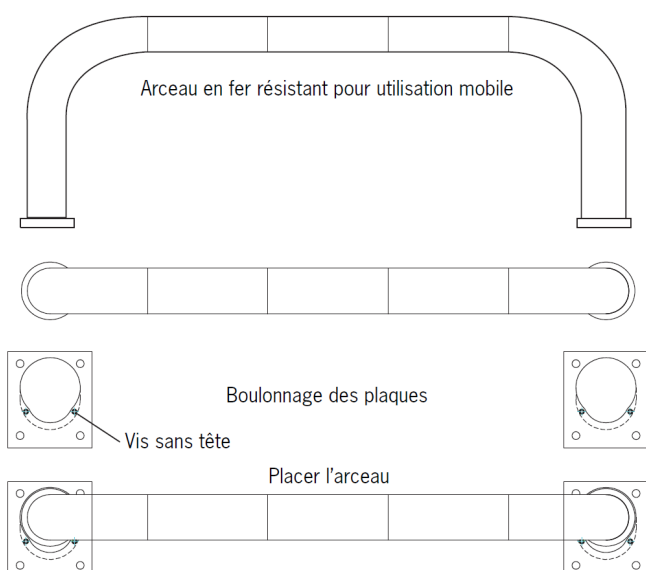 Arceau en fer résistant pour utilisation mobile
Boulonnage des plaques
Vis sans tête
Placer l'arceau